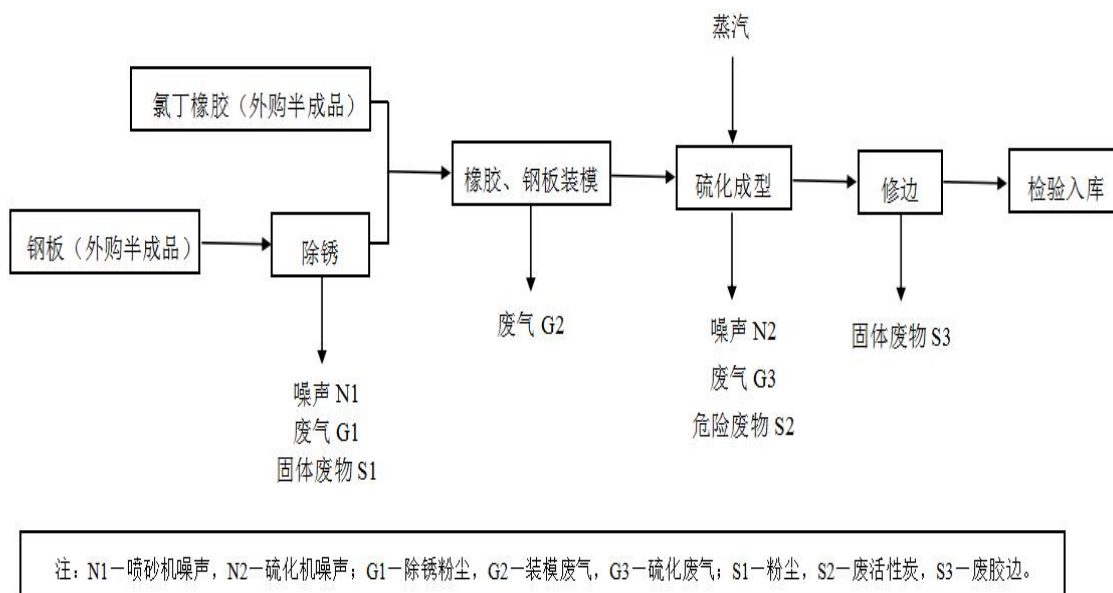 蒸汽
氯丁橡胶（外购半成品）
橡胶、钢板装模
硫化成型
修边
检验入库
钢板（外购半成品）
除锈
废气 G2
噪声 N2
废气 G3
危险废物 S2
固体废物 S3
噪声 N1
废气 G1
固体废物 S1
注：N1—喷砂机噪声，N2—硫化机噪声；G1—除锈粉尘，G2—装模废气，G3—硫化废气；S1—粉尘，S2—废活性炭，S3—废胶边。